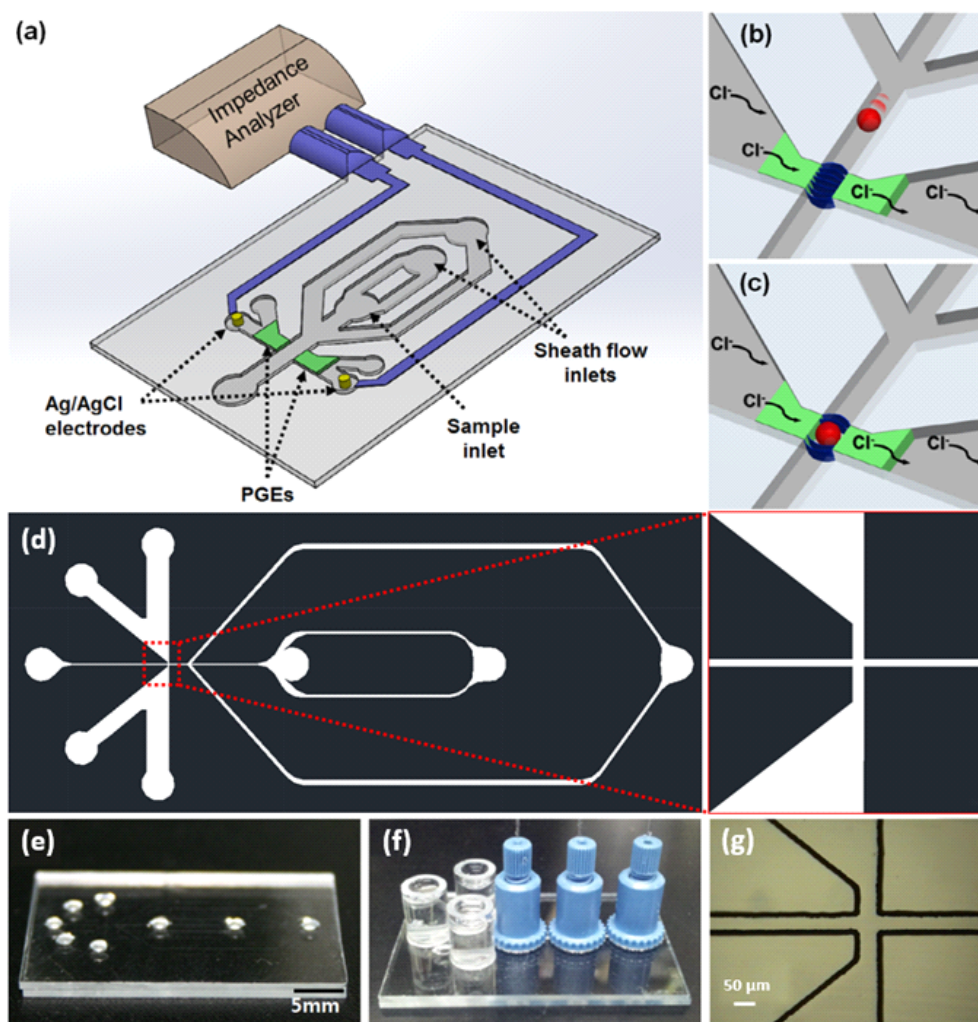 (a)
Impedance
Analyzer
Sheath flow
inlets
Ag/AgCl
electrodes
Sample
inlet
PGEs
(b)
Cl-
Cl-
Cl-
Cl-
(c)
Cl-
Cl-
Cl-
Cl-
(d)
(e)
5mm
(f)
(g)
50 µm